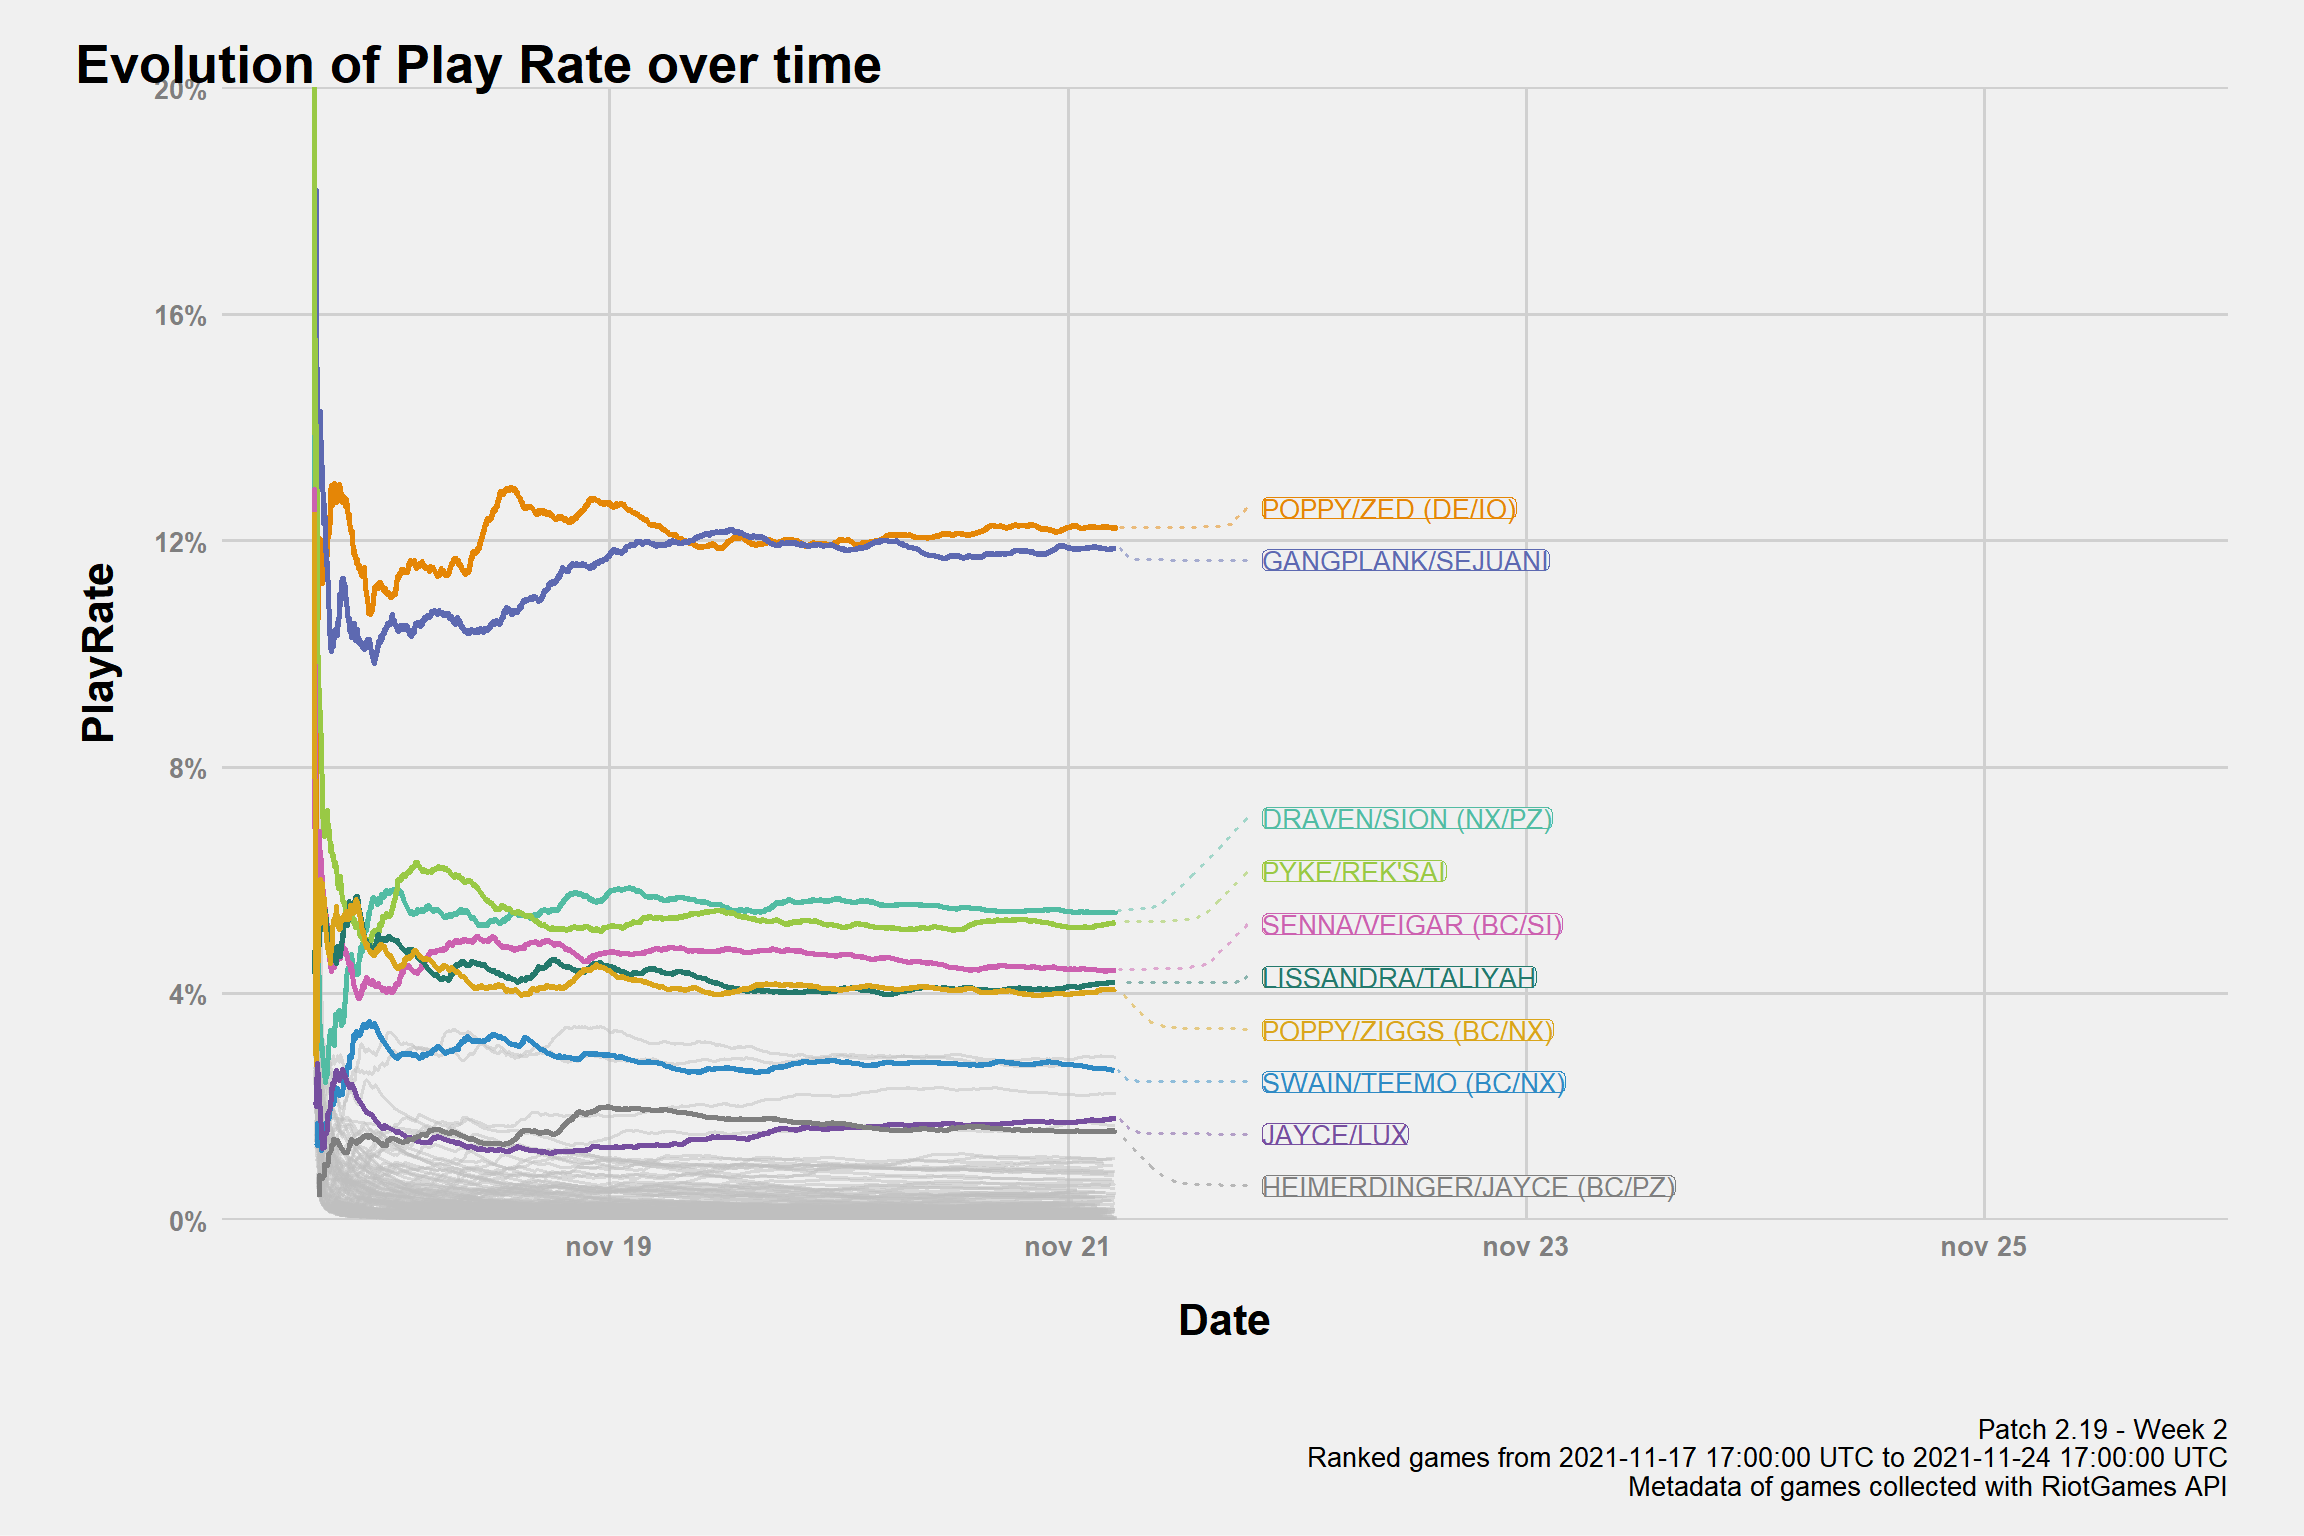 Evolution of Play Rate over time
20%
16%
12%
8%
4%
0%
PlayRate
POPPY/ZED (DE/IO)
GANGPLANK/SEJUANI
DRAVEN/SION (NX/PZ)
PYKE/REK'SAI
SENNA/VEIGAR (BC/SI)
LISSANDRA/TALIYAH
POPPY/ZIGGS (BC/NX)
SWAIN/TEEMO (BC/NX)
JAYCE/LUX
HEIMERDINGER/JAYCE (BC/PZ)
nov 19 nov 21 nov 23 nov 25
Date
Patch 2.19 - Week 2
Ranked games from 2021-11-17 17:00:00 UTC to 2021-11-24 17:00:00 UTC
Metadata of games collected with RiotGames API